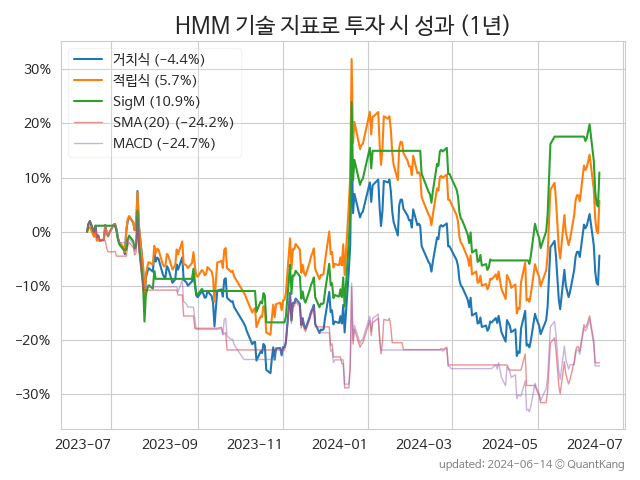 HMM 기술 지표로 투자 시 성과 (1년)
거치식 (−4.4%)
적립식 (5.7%)
SigM (10.9%)
SMA(20) (−24.2%)
MACD (−24.7%)
30%
20%
10%
0%
−10%
−20%
−30%
2023-07 2023-09 2023-11 2024-01 2024-03 2024-05 2024-07
updated: 2024-06-14 © QuantKang